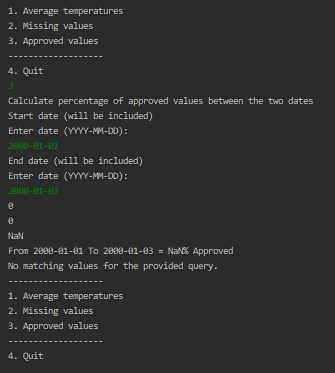 1. Average temperatures
2. Missing values
3. Approved values
-------------------
4. Quit
3
Calculate percentage of approved values between the two dates
Start date (will be included)
Enter date (YYYY-MM-DD):
2000-01-01
End date (will be included)
Enter date (YYYY-MM-DD):
2000-01-03
0
0
NaN
From 2000-01-01 To 2000-01-03 = NaN% Approved
No matching values for the provided query.
-------------------
1. Average temperatures
2. Missing values
3. Approved values
-------------------
4. Quit